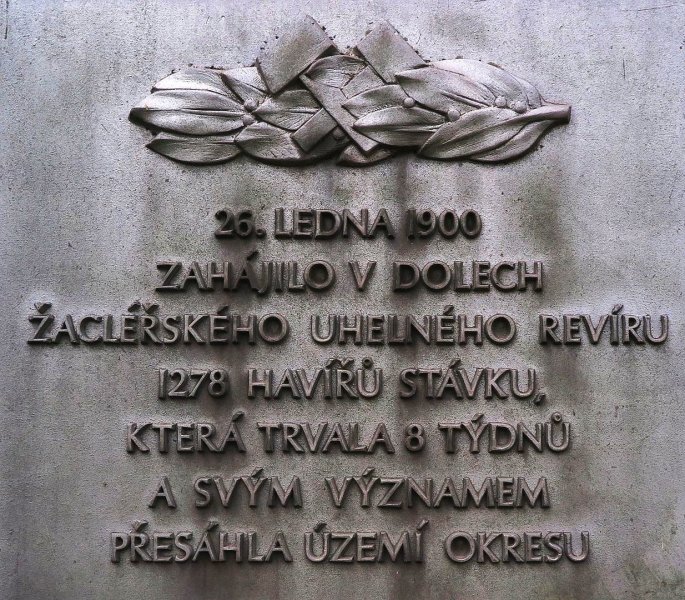 26. LEDNA 1900
ZAHÁJILO V DOLECH
ŽACLÉŘSKÉHO UHELNÉHO REVÍRU
1278 HAVÍŘŮ STÁVKU,
KTERÁ TRVALA 8 TÝDNŮ
A SVÝM VÝZNAMEM
PŘESÁHLA ÚZEMÍ OKRESU